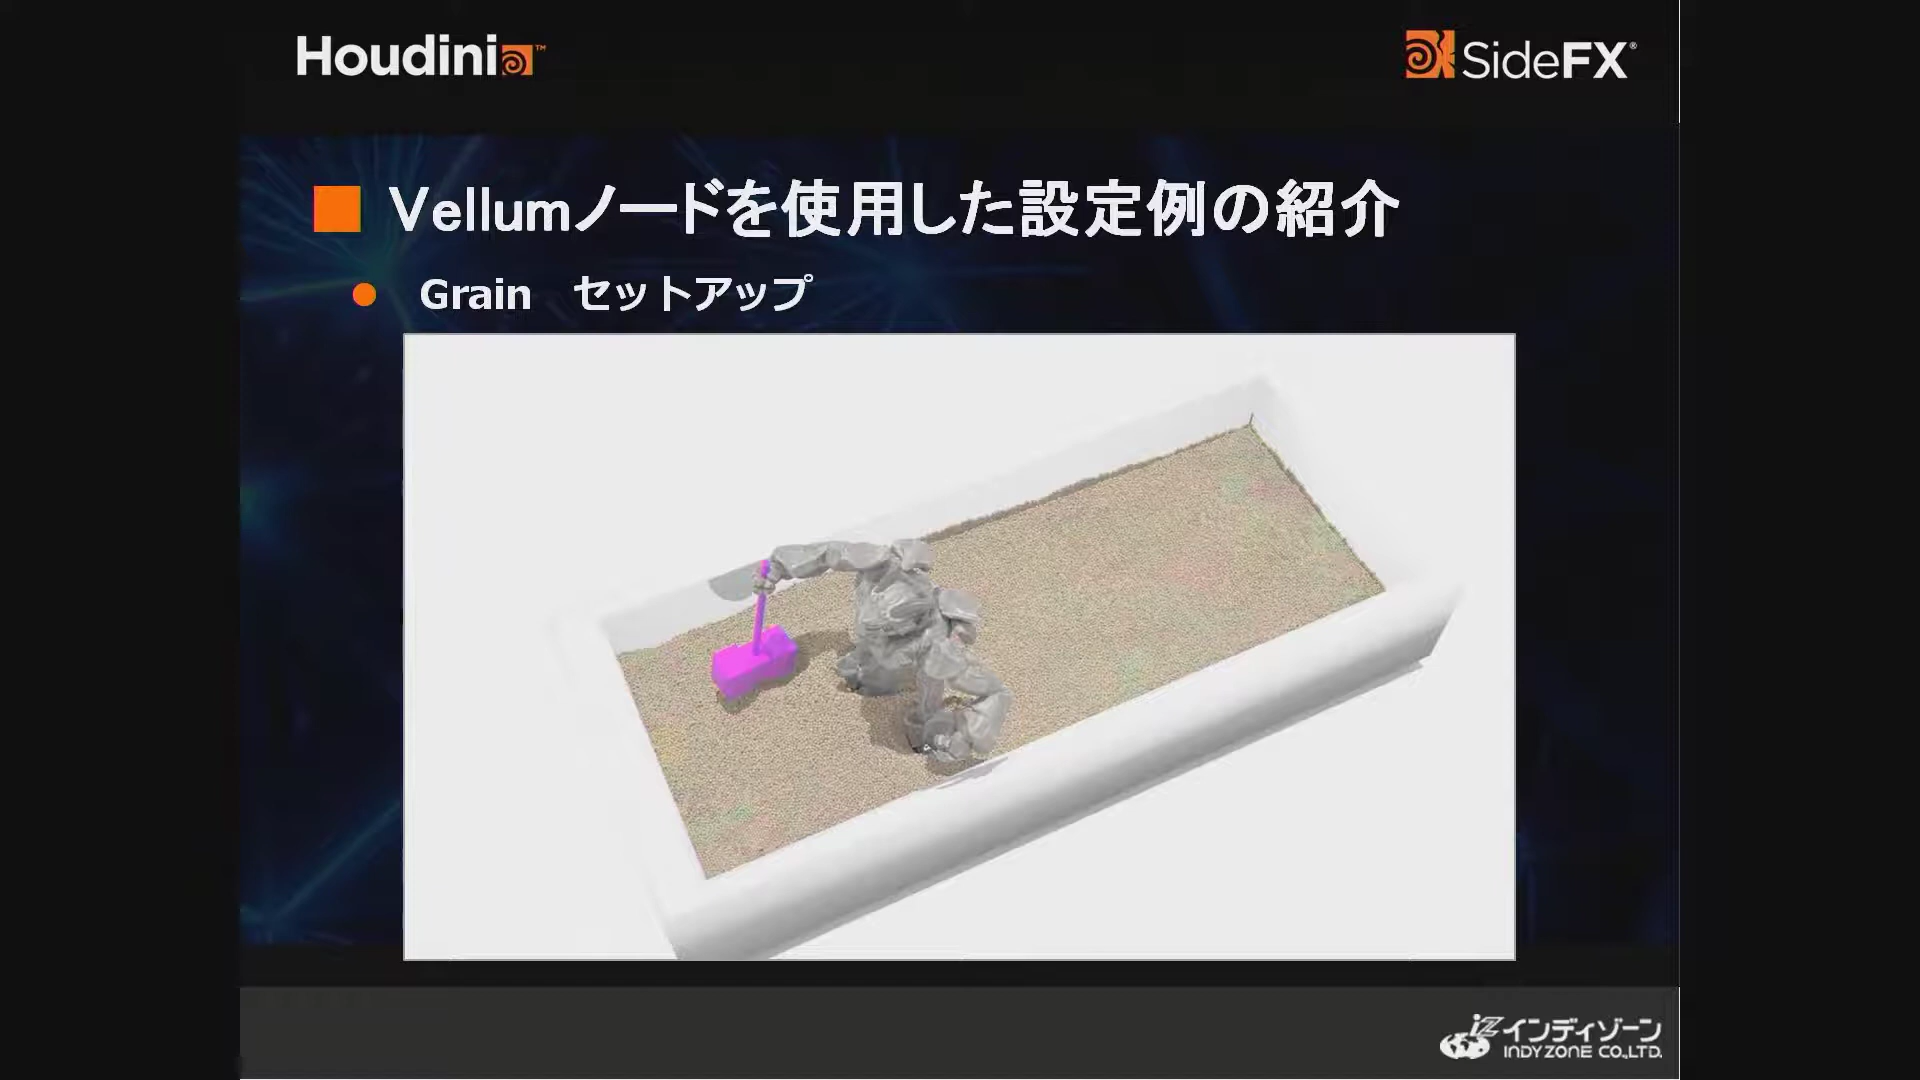 Houdini™
SideFX®
Vellumノードを使用した設定例の紹介
Grain　セットアップ
iZ インディゾーン
INDYZONE CO.,LTD.